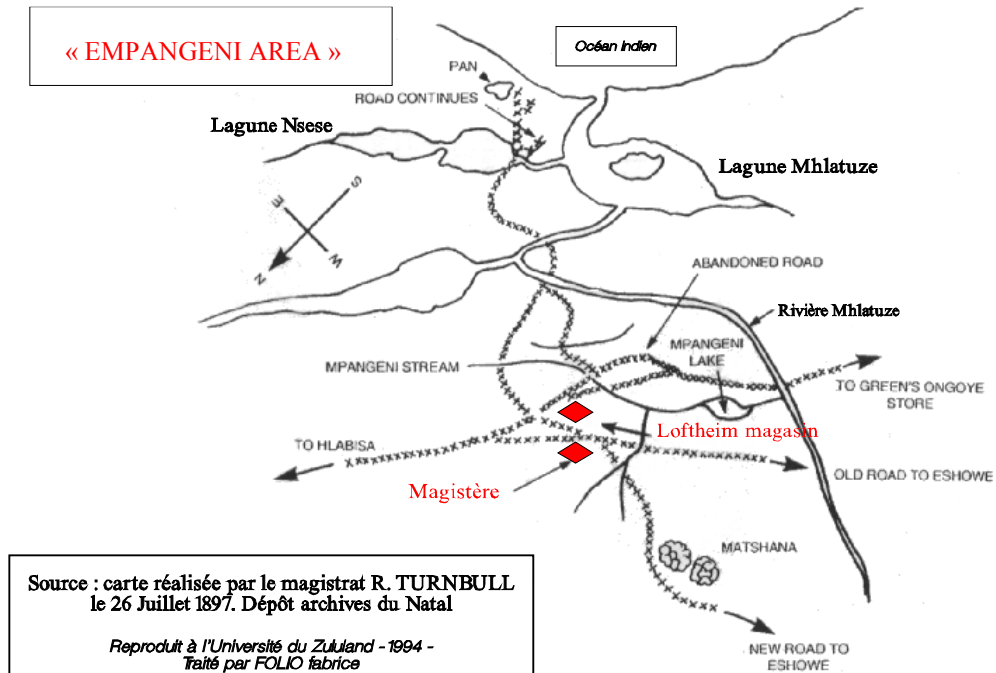 « EMPANGENI AREA »
Océan Indien
PAN
ROAD CONTINUES
Lagune Nsese
Lagune Mhlatuze
S
E
W
N
ABANDONED ROAD
Rivière Mhlatuze
MPANGENI
LAKE
MPANGENI STREAM
TO GREEN'S ONGOYE
STORE
Loftheim magasin
TO HLABISA
OLD ROAD TO ESHOWE
Magistère
MATSHANA
NEW ROAD TO
ESHOWE
Source : carte réalisée par le magistrat R. TURNBULL
le 26 Juillet 1897. Dépôt archives du Natal
Reproduit à l'Université du Zululand - 1994 -
Traité par FOLIO fabrice